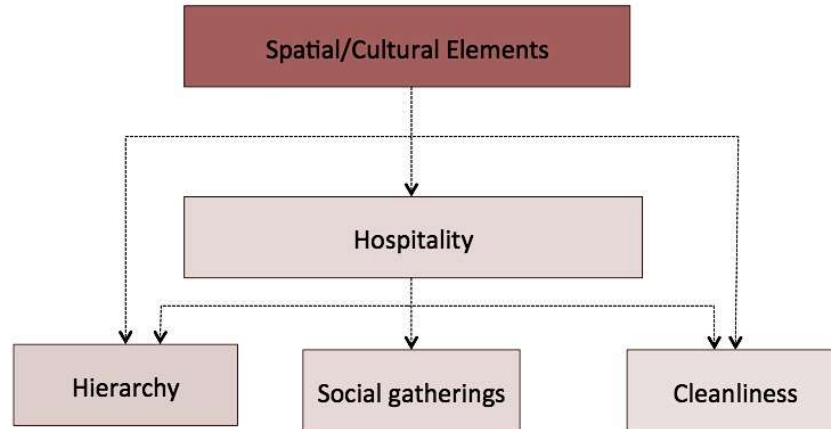 Spatial/Cultural Elements
Hospitality
Hierarchy
Social gatherings
Cleanliness